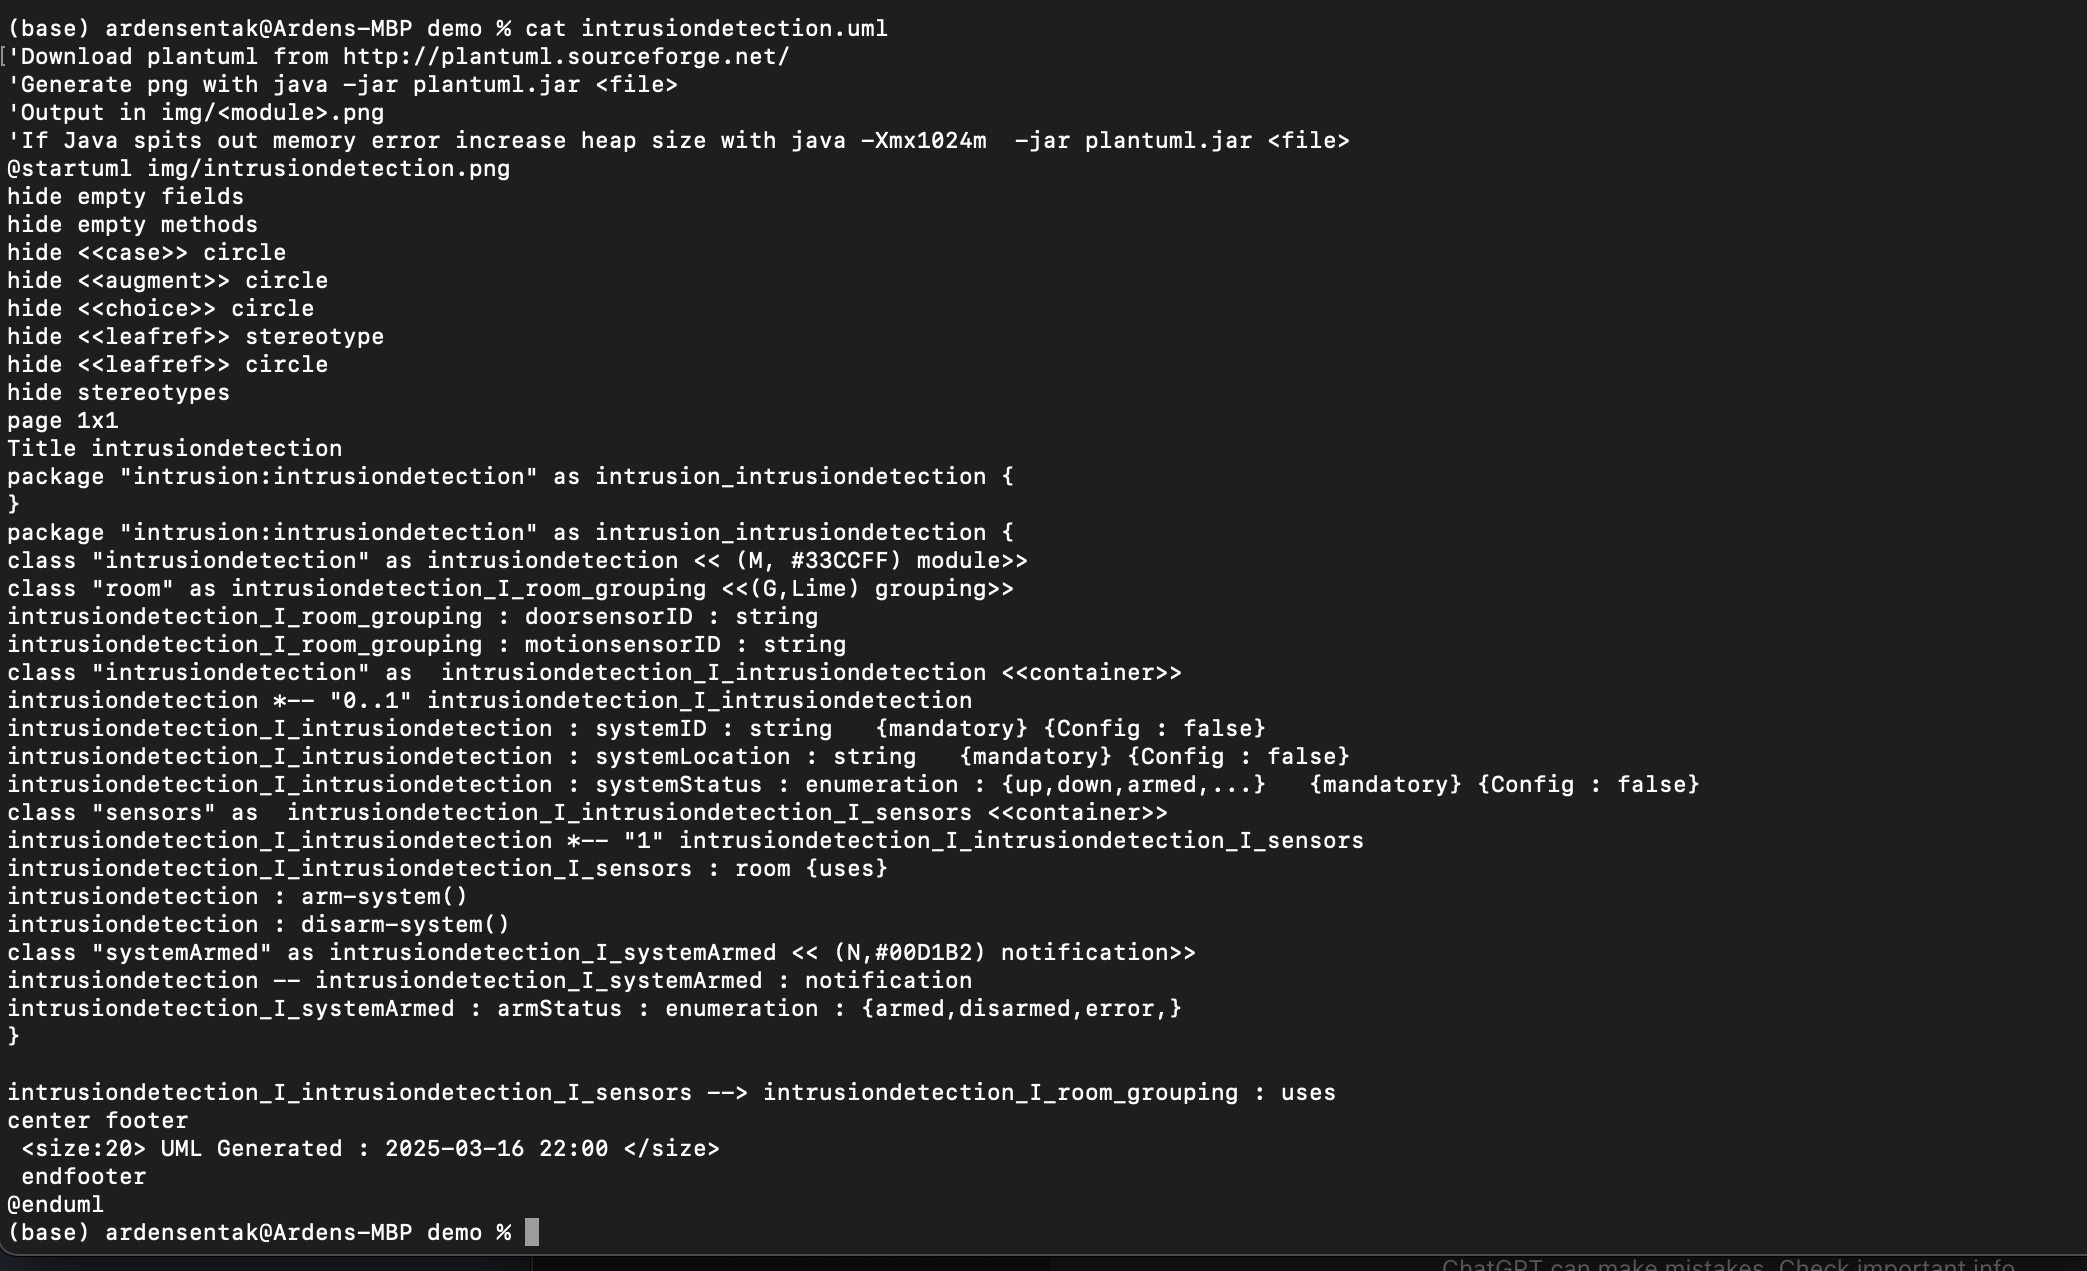 (base) ardensentak@Ardens-MBP demo % cat intrusiondetection.uml
['Download plantuml from http://plantuml.sourceforge.net/
'Generate png with java -jar plantuml.jar <file>
'Output in img/<module>.png
'If Java spits out memory error increase heap size with java -Xmx1024m  -jar plantuml.jar <file>
@startuml img/intrusiondetection.png
hide empty fields
hide empty methods
hide <<case>> circle
hide <<augment>> circle
hide <<choice>> circle
hide <<leafref>> stereotype
hide <<leafref>> circle
hide stereotypes
page 1x1
Title intrusiondetection
package "intrusion:intrusiondetection" as intrusion_intrusiondetection {
}
package "intrusion:intrusiondetection" as intrusion_intrusiondetection {
class "intrusiondetection" as intrusiondetection << (M, #33CCFF) module>>
class "room" as intrusiondetection_I_room_grouping <<(G,Lime) grouping>>
intrusiondetection_I_room_grouping : doorsensorID : string
intrusiondetection_I_room_grouping : motionsensorID : string
class "intrusiondetection" as  intrusiondetection_I_intrusiondetection <<container>>
intrusiondetection *-- "0..1" intrusiondetection_I_intrusiondetection
intrusiondetection_I_intrusiondetection : systemID : string   {mandatory} {Config : false}
intrusiondetection_I_intrusiondetection : systemLocation : string   {mandatory} {Config : false}
intrusiondetection_I_intrusiondetection : systemStatus : enumeration : {up,down,armed,...}   {mandatory} {Config : false}
class "sensors" as  intrusiondetection_I_intrusiondetection_I_sensors <<container>>
intrusiondetection_I_intrusiondetection *-- "1" intrusiondetection_I_intrusiondetection_I_sensors
intrusiondetection_I_intrusiondetection_I_sensors : room {uses}
intrusiondetection : arm-system()
intrusiondetection : disarm-system()
class "systemArmed" as intrusiondetection_I_systemArmed << (N,#00D1B2) notification>>
intrusiondetection -- intrusiondetection_I_systemArmed : notification
intrusiondetection_I_systemArmed : armStatus : enumeration : {armed,disarmed,error,}
}
intrusiondetection_I_intrusiondetection_I_sensors --> intrusiondetection_I_room_grouping : uses
center footer
 <size:20> UML Generated : 2025-03-16 22:00 </size>
 endfooter
@enduml
(base) ardensentak@Ardens-MBP demo %
ChatGPT can make mistakes. Check important info.